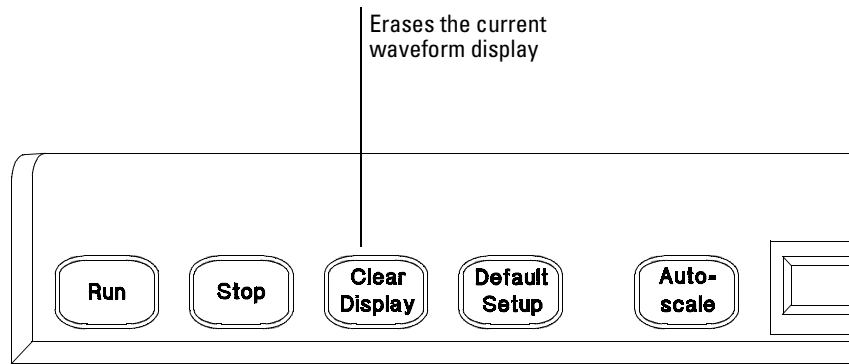 Erases the current
waveform display
Run
Stop
Clear
Display
Default
Setup
Auto-
scale